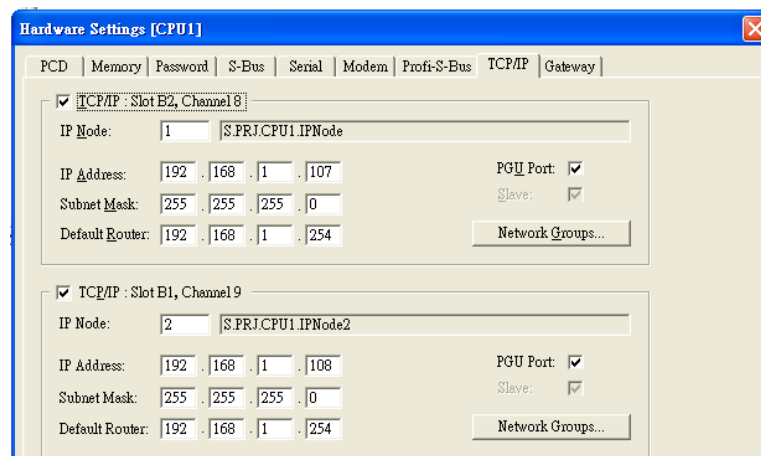 Hardware Settings [CPU1]
PCD Memory Password S-Bus Serial Modem Profi-S-Bus TCP/IP Gateway
TCP/IP : Slot B2, Channel 8
IP Node: 1 S.PRJ.CPU1.IPNode
IP Address: 192 . 168 . 1 . 107 PGU Port:
Subnet Mask: 255 . 255 . 255 . 0 Slave:
Default Router: 192 . 168 . 1 . 254 Network Groups...
TCP/IP : Slot B1, Channel 9
IP Node: 2 S.PRJ.CPU1.IPNode2
IP Address: 192 . 168 . 1 . 108 PGU Port:
Subnet Mask: 255 . 255 . 255 . 0 Slave:
Default Router: 192 . 168 . 1 . 254 Network Groups...